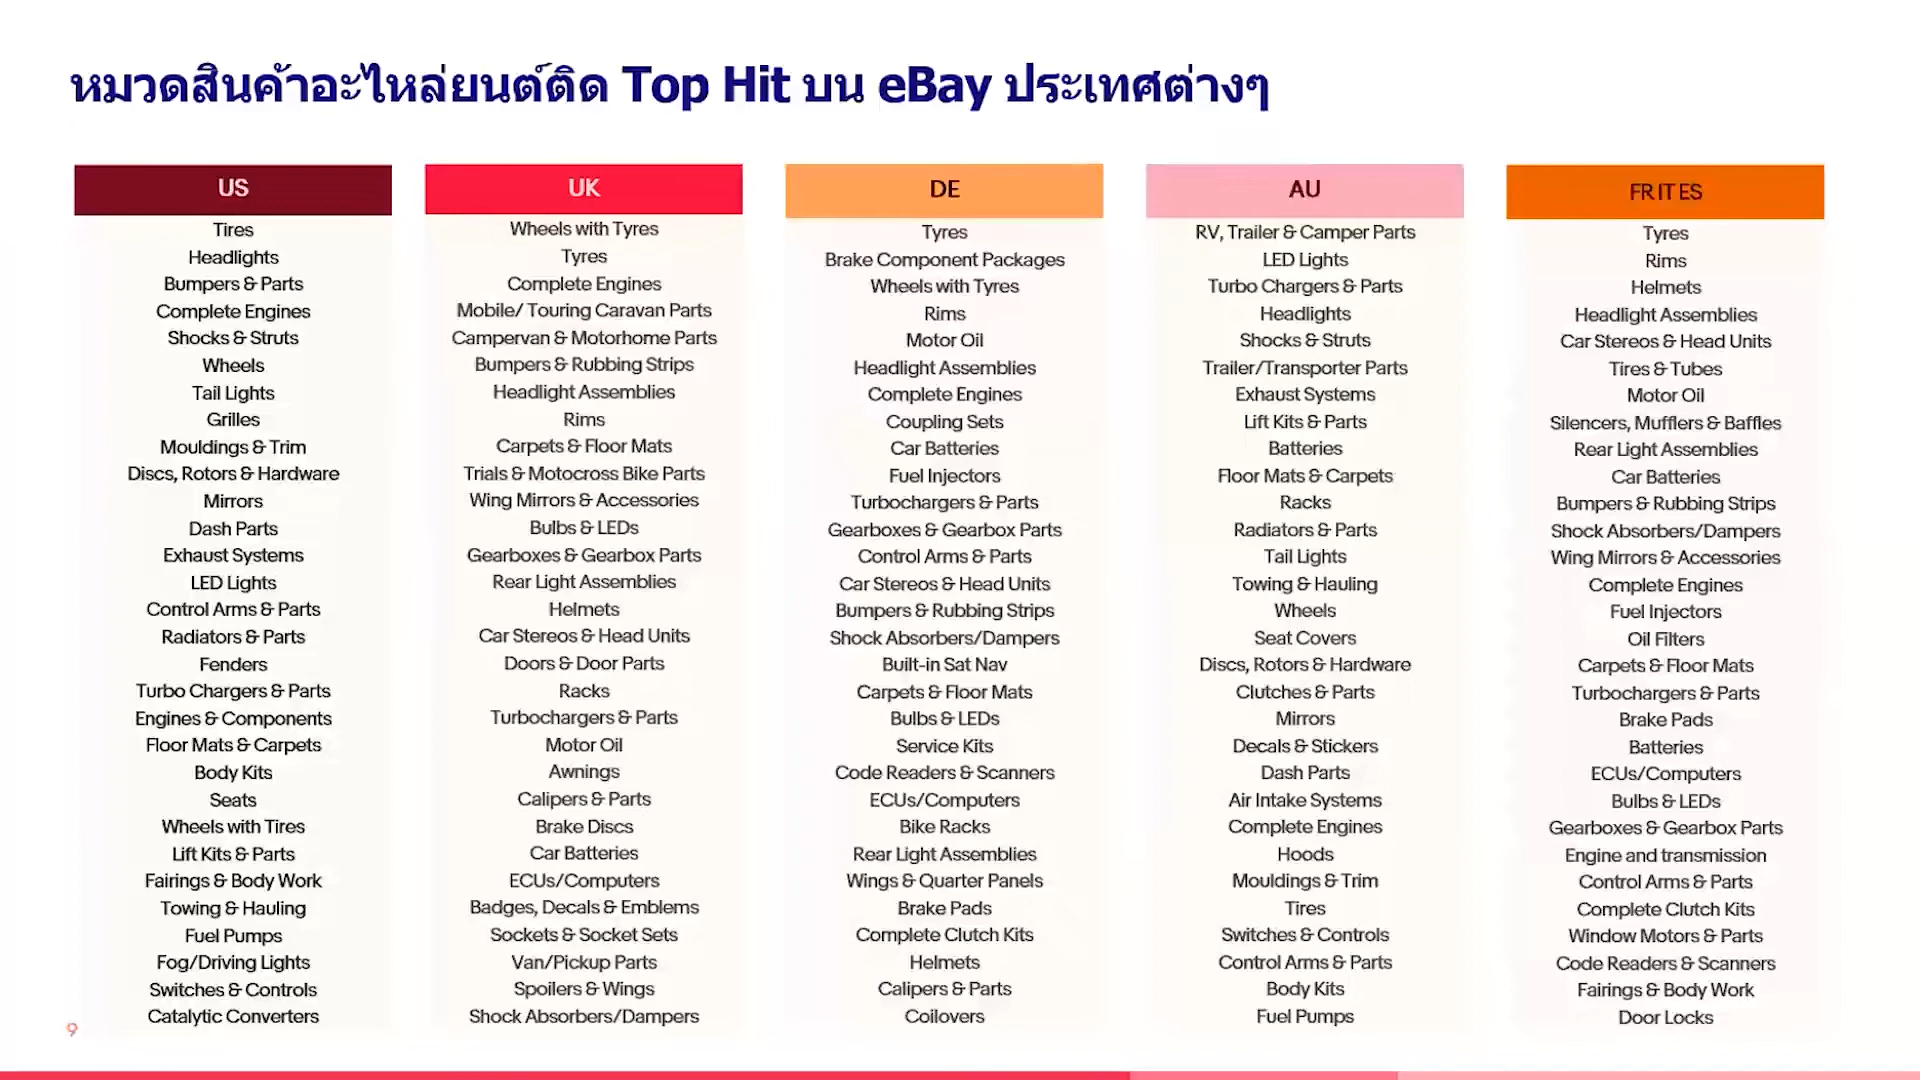 หมวดสินค้าอะไหล่ยนต์ติด Top Hit บน eBay ประเทศต่างๆ
US
Tires
Headlights
Bumpers & Parts
Complete Engines
Shocks & Struts
Wheels
Tail Lights
Grilles
Mouldings & Trim
Discs, Rotors & Hardware
Mirrors
Dash Parts
Exhaust Systems
LED Lights
Control Arms & Parts
Radiators & Parts
Fenders
Turbo Chargers & Parts
Engines & Components
Floor Mats & Carpets
Body Kits
Seats
Wheels with Tires
Lift Kits & Parts
Fairings & Body Work
Towing & Hauling
Fuel Pumps
Fog/Driving Lights
Switches & Controls
Catalytic Converters
UK
Wheels with Tyres
Tyres
Complete Engines
Mobile/ Touring Caravan Parts
Campervan & Motorhome Parts
Bumpers & Rubbing Strips
Headlight Assemblies
Rims
Carpets & Floor Mats
Trials & Motocross Bike Parts
Wing Mirrors & Accessories
Bulbs & LEDs
Gearboxes & Gearbox Parts
Rear Light Assemblies
Helmets
Car Stereos & Head Units
Doors & Door Parts
Racks
Turbochargers & Parts
Motor Oil
Awnings
Calipers & Parts
Brake Discs
Car Batteries
ECUs/Computers
Badges, Decals & Emblems
Sockets & Socket Sets
Van/Pickup Parts
Spoilers & Wings
Shock Absorbers/Dampers
DE
Tyres
Brake Component Packages
Wheels with Tyres
Rims
Motor Oil
Headlight Assemblies
Complete Engines
Coupling Sets
Car Batteries
Fuel Injectors
Turbochargers & Parts
Gearboxes & Gearbox Parts
Control Arms & Parts
Car Stereos & Head Units
Bumpers & Rubbing Strips
Shock Absorbers/Dampers
Built-in Sat Nav
Carpets & Floor Mats
Bulbs & LEDs
Service Kits
Code Readers & Scanners
ECUs/Computers
Bike Racks
Rear Light Assemblies
Wings & Quarter Panels
Brake Pads
Complete Clutch Kits
Helmets
Calipers & Parts
Coilovers
AU
RV, Trailer & Camper Parts
LED Lights
Turbo Chargers & Parts
Headlights
Shocks & Struts
Trailer/Transporter Parts
Exhaust Systems
Lift Kits & Parts
Batteries
Floor Mats & Carpets
Racks
Radiators & Parts
Tail Lights
Towing & Hauling
Wheels
Seat Covers
Discs, Rotors & Hardware
Clutches & Parts
Mirrors
Decals & Stickers
Dash Parts
Air Intake Systems
Complete Engines
Hoods
Mouldings & Trim
Tires
Switches & Controls
Control Arms & Parts
Body Kits
Fuel Pumps
FRITES
Tyres
Rims
Helmets
Headlight Assemblies
Car Stereos & Head Units
Tires & Tubes
Motor Oil
Silencers, Mufflers & Baffles
Rear Light Assemblies
Car Batteries
Bumpers & Rubbing Strips
Shock Absorbers/Dampers
Wing Mirrors & Accessories
Complete Engines
Fuel Injectors
Oil Filters
Carpets & Floor Mats
Turbochargers & Parts
Brake Pads
Batteries
ECUs/Computers
Bulbs & LEDs
Gearboxes & Gearbox Parts
Engine and transmission
Control Arms & Parts
Complete Clutch Kits
Window Motors & Parts
Code Readers & Scanners
Fairings & Body Work
Door Locks
9